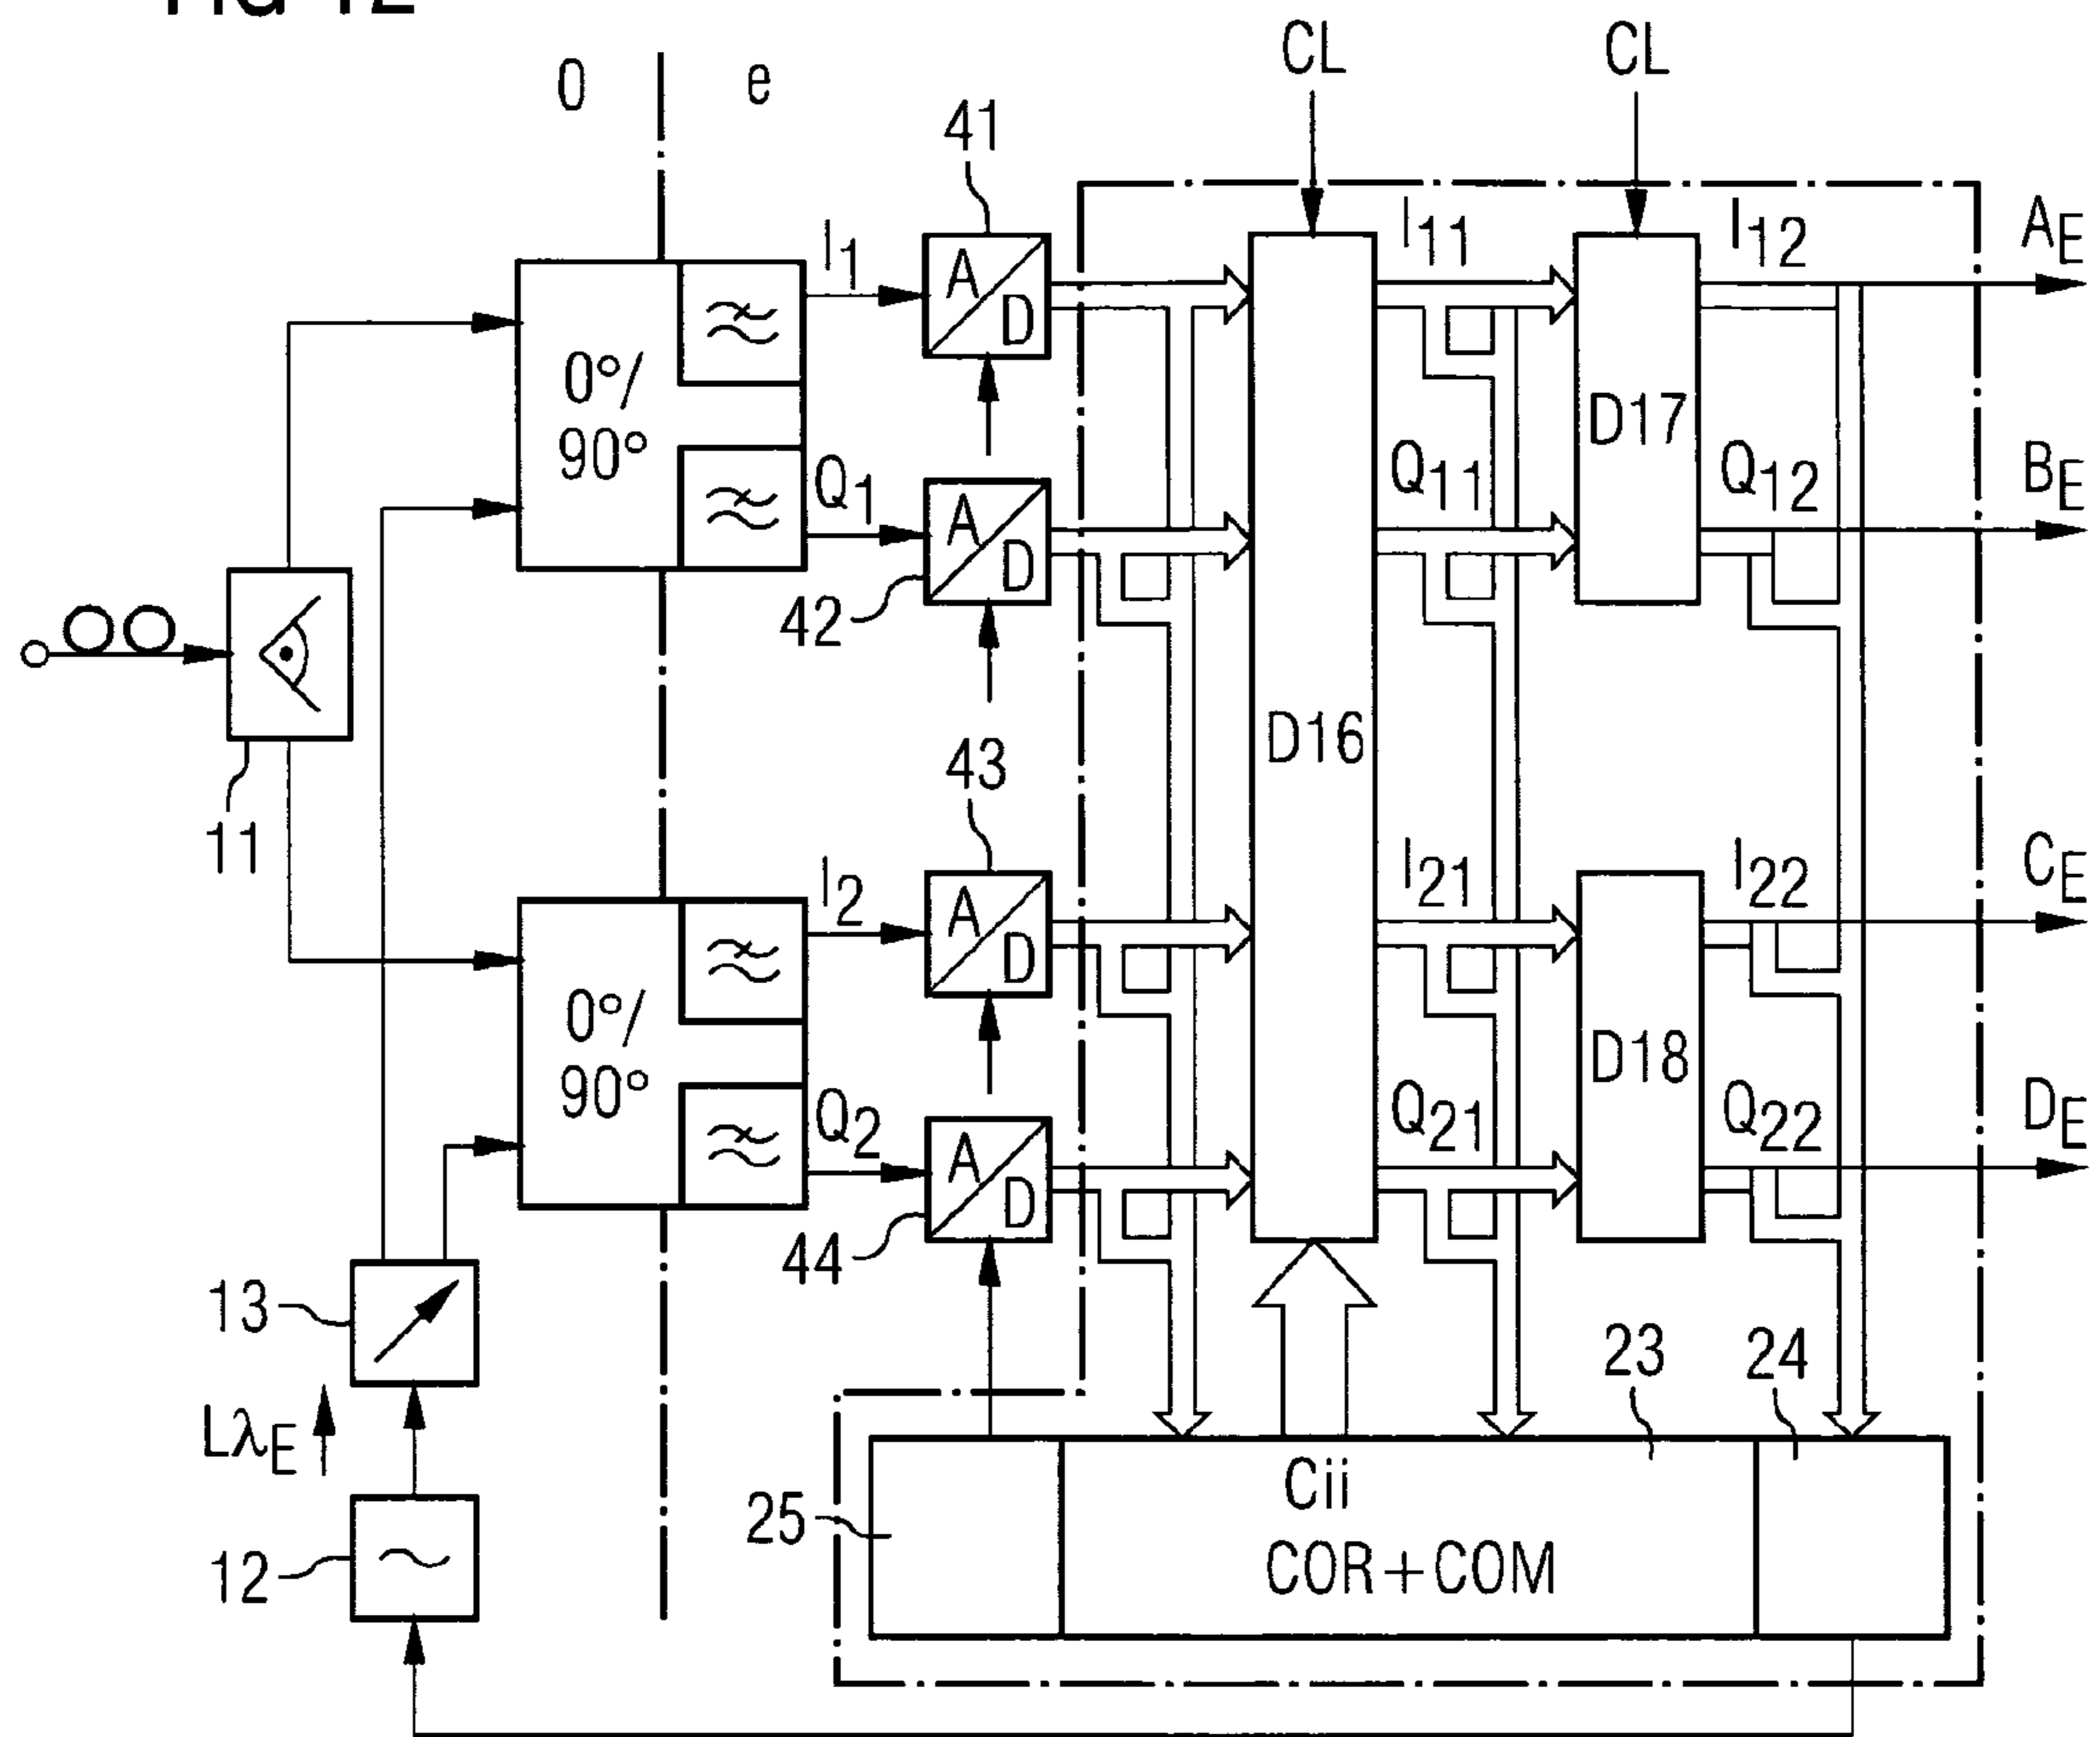 FIG 12
0 e
CL CL
41
I11 I12 AE
I1
A/D
0°/
90°
D17
Q1
Q11 Q12 BE
A/D
42
D16
11
43
I2
I21 I22 CE
A/D
0°/
90°
D18
Q2
Q21 Q22 DE
A/D
44
13
23 24
LλE
Cii
25
COR+COM
12